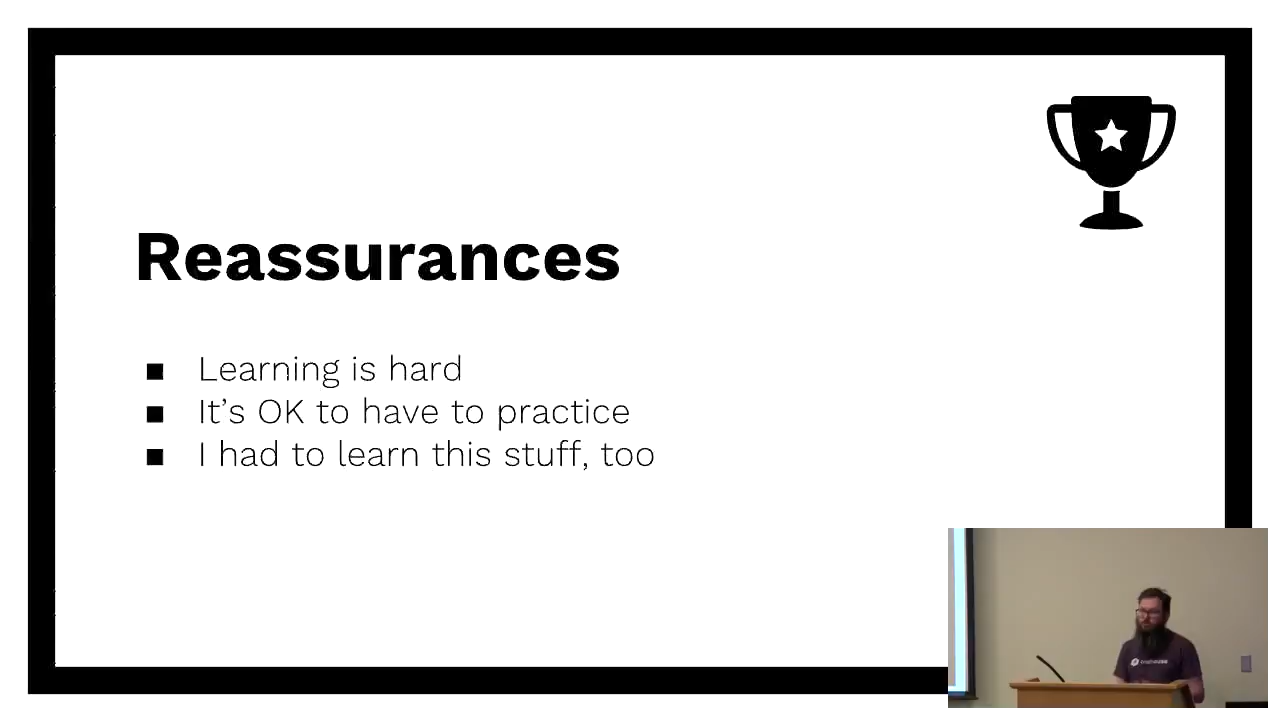 Reassurances
Learning is hard
It’s OK to have to practice
I had to learn this stuff, too